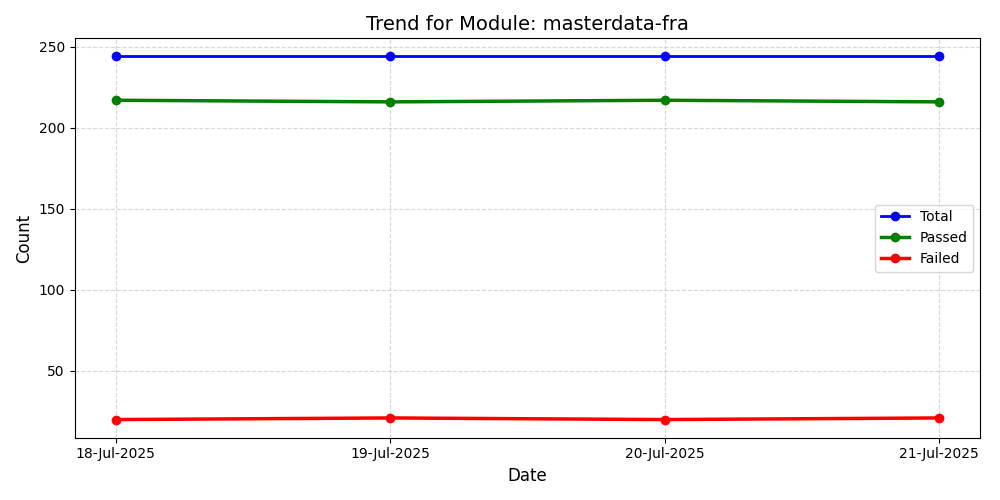 Trend for Module: masterdata-fra
250
200
150
100
50
Count
Total
Passed
Failed
18-Jul-2025
19-Jul-2025
20-Jul-2025
21-Jul-2025
Date